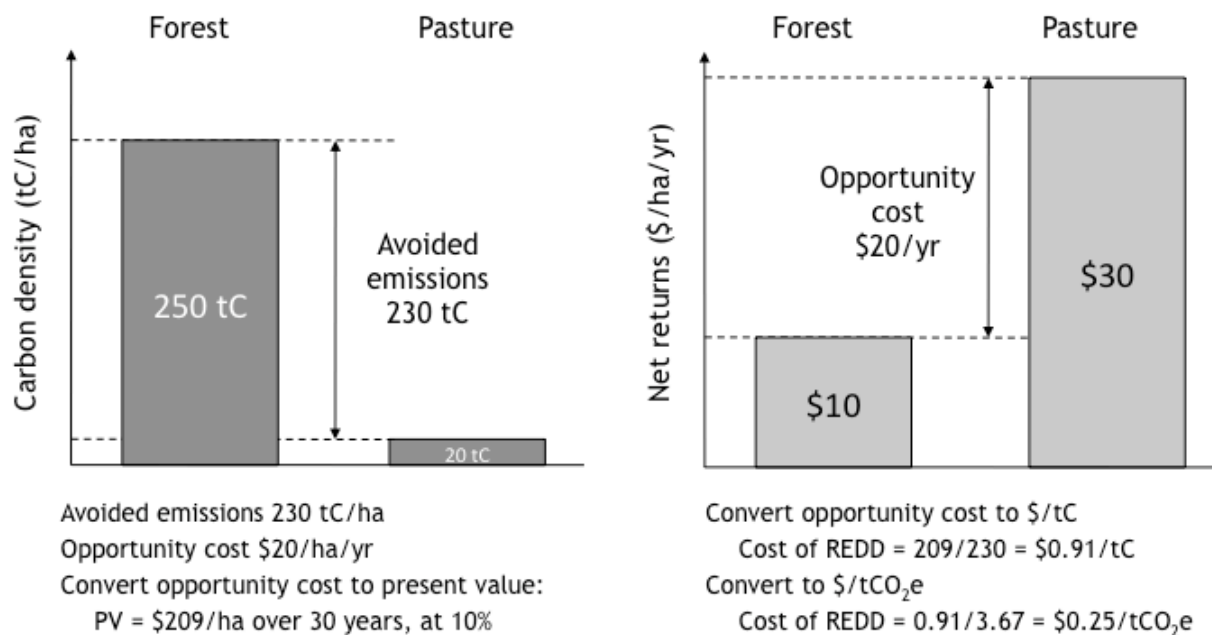 Forest
Pasture
Carbon density (tC/ha)
250 tC
Avoided
emissions
230 tC
20 tC
Avoided emissions 230 tC/ha
Opportunity cost $20/ha/yr
Convert opportunity cost to present value:
PV = $209/ha over 30 years, at 10%
Forest
Pasture
Net returns ($/ha/yr)
Opportunity
cost
$20/yr
$30
$10
Convert opportunity cost to $/tC
Cost of REDD = 209/230 = $0.91/tC
Convert to $/tCO₂e
Cost of REDD = 0.91/3.67 = $0.25/tCO₂e